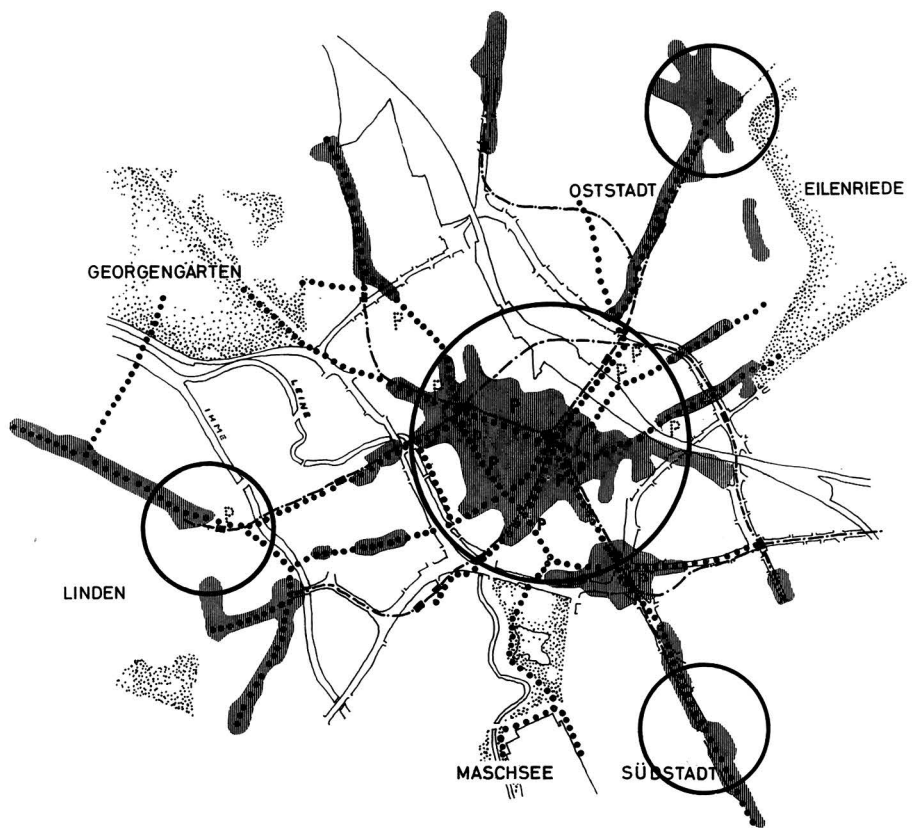 OSTSTADT
EILENRIEDE
GEORGENGARTEN
P
P
P
P
P
LEINE
IHME
P
P
P
LINDEN
MASCHSEE
SÜDSTADT